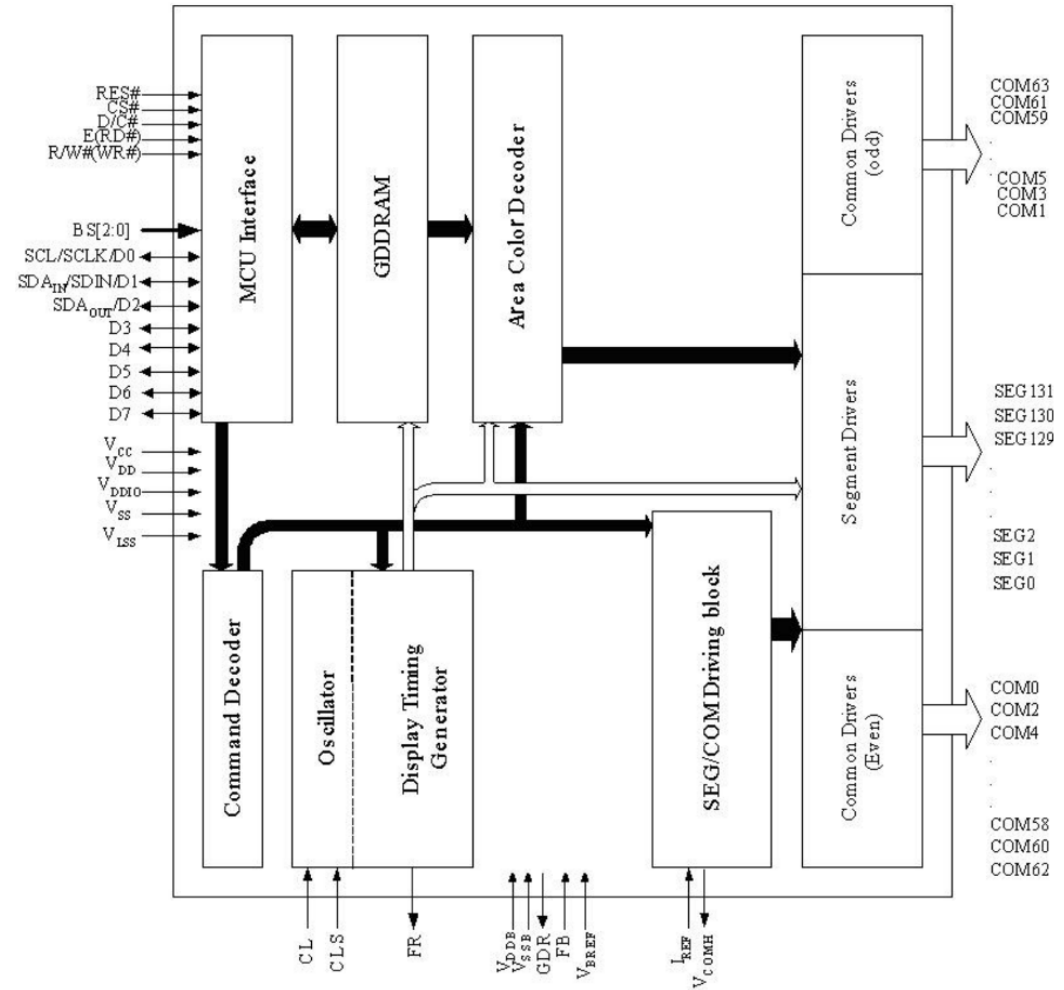 RES#
CS#
D/C#
E(RD#)
R/W#(WR#)
BS[2:0]
SCL/SCLK/D0
SDAIN/SDIN/D1
SDAOUT/D2
D3
D4
D5
D6
D7
VCC
VDD
VDDIO
VSS
VLSS
MCU Interface
GDDRAM
Area Color Decoder
Common Drivers
(odd)
Segment Drivers
Common Drivers
(Even)
Command Decoder
Oscillator
Display Timing
Generator
SEG/COM Driving block
COM63
COM61
COM59
.
.
.
COM5
COM3
COM1
SEG131
SEG130
SEG129
.
.
.
SEG2
SEG1
SEG0
COM0
COM2
COM4
.
.
.
COM58
COM60
COM62
CL
CLS
FR
VDDB
VSSB
GDR
FB
VBREF
IREF
VCOMH